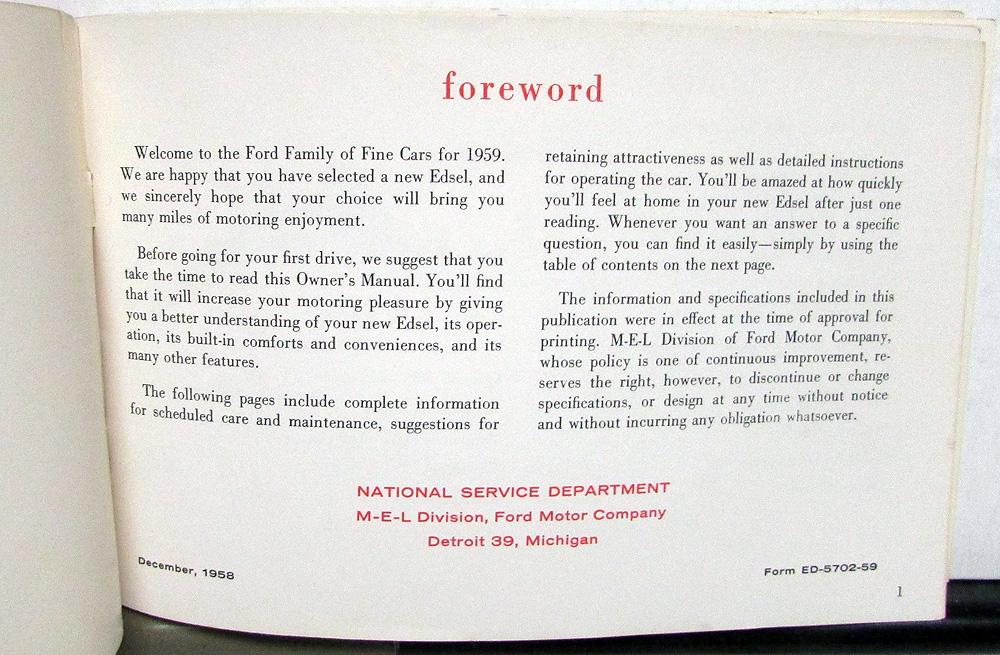 foreword
Welcome to the Ford Family of Fine Cars for 1959.
We are happy that you have selected a new Edsel, and
we sincerely hope that your choice will bring you
many miles of motoring enjoyment.
Before going for your first drive, we suggest that you
take the time to read this Owner's Manual. You'll find
that it will increase your motoring pleasure by giving
you a better understanding of your new Edsel, its oper-
ation, its built-in comforts and conveniences, and its
many other features.
The following pages include complete information
for scheduled care and maintenance, suggestions for
retaining attractiveness as well as detailed instructions
for operating the car. You'll be amazed at how quickly
you'll feel at home in your new Edsel after just one
reading. Whenever you want an answer to a specific
question, you can find it easily—simply by using the
table of contents on the next page.
The information and specifications included in this
publication were in effect at the time of approval for
printing. M-E-L Division of Ford Motor Company,
whose policy is one of continuous improvement, re-
serves the right, however, to discontinue or change
specifications, or design at any time without notice
and without incurring any obligation whatsoever.
NATIONAL SERVICE DEPARTMENT
M-E-L Division, Ford Motor Company
Detroit 39, Michigan
December, 1958
Form ED-5702-59
1